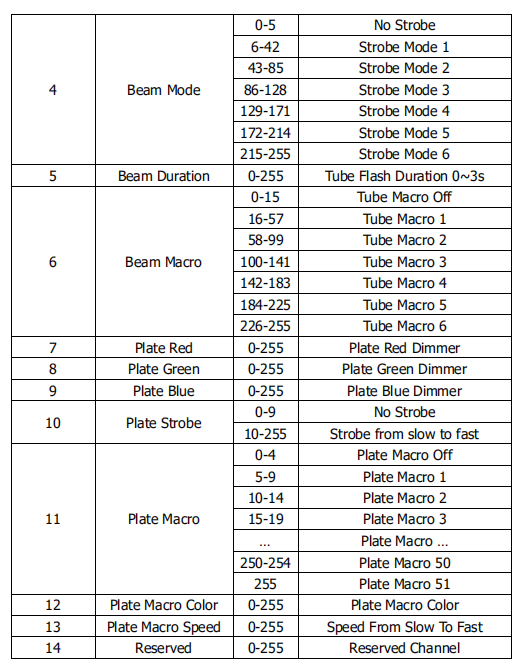 4 Beam Mode 0-5 No Strobe
6-42 Strobe Mode 1
43-85 Strobe Mode 2
86-128 Strobe Mode 3
129-171 Strobe Mode 4
172-214 Strobe Mode 5
215-255 Strobe Mode 6
5 Beam Duration 0-255 Tube Flash Duration 0~3s
6 Beam Macro 0-15 Tube Macro Off
16-57 Tube Macro 1
58-99 Tube Macro 2
100-141 Tube Macro 3
142-183 Tube Macro 4
184-225 Tube Macro 5
226-255 Tube Macro 6
7 Plate Red 0-255 Plate Red Dimmer
8 Plate Green 0-255 Plate Green Dimmer
9 Plate Blue 0-255 Plate Blue Dimmer
10 Plate Strobe 0-9 No Strobe
10-255 Strobe from slow to fast
11 Plate Macro 0-4 Plate Macro Off
5-9 Plate Macro 1
10-14 Plate Macro 2
15-19 Plate Macro 3
... Plate Macro ...
250-254 Plate Macro 50
255 Plate Macro 51
12 Plate Macro Color 0-255 Plate Macro Color
13 Plate Macro Speed 0-255 Speed From Slow To Fast
14 Reserved 0-255 Reserved Channel